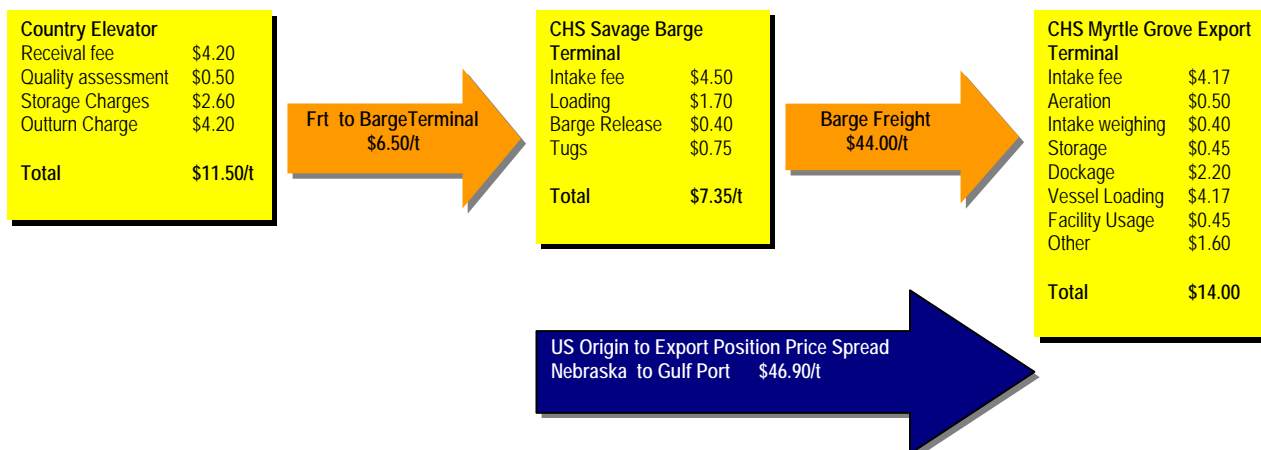 Country Elevator
Receival fee $4.20
Quality assessment $0.50
Storage Charges $2.60
Outturn Charge $4.20
Total $11.50/t
Frt to BargeTerminal
$6.50/t
CHS Savage Barge
Terminal
Intake fee $4.50
Loading $1.70
Barge Release $0.40
Tugs $0.75
Total $7.35/t
Barge Freight
$44.00/t
CHS Myrtle Grove Export
Terminal
Intake fee $4.17
Aeration $0.50
Intake weighing $0.40
Storage $0.45
Dockage $2.20
Vessel Loading $4.17
Facility Usage $0.45
Other $1.60
Total $14.00
US Origin to Export Position Price Spread
Nebraska to Gulf Port $46.90/t